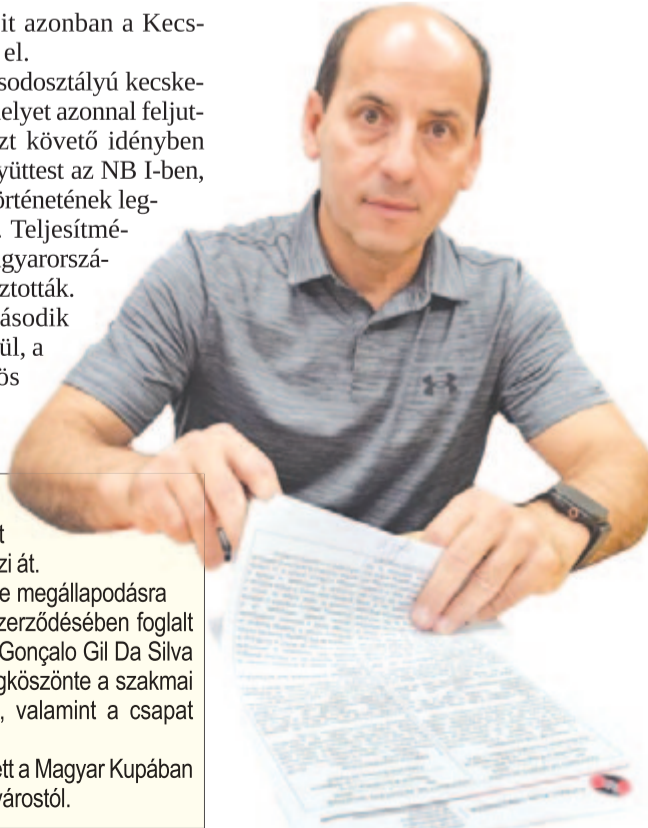 it azonban a Kecs-
el.
sodosztályú kecske-
elyet azonnal feljut-
zt követő idényben
yüttest az NB I-ben,
örténetének leg-
. Teljesítmé-
agyarorszá-
ztották.
ásodik
ül, a
ös
t
zi át.
e megállapodásra
zerződésében foglalt
Gonçalo Gil Da Silva
gköszönte a szakmai
, valamint a csapat
ett a Magyar Kupában
várostól.